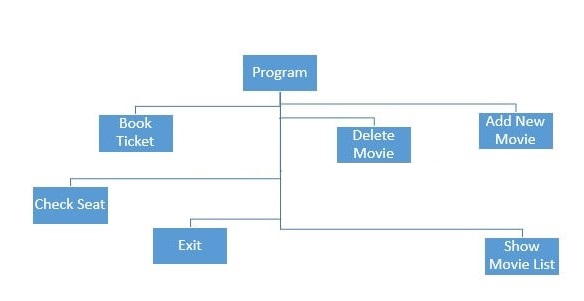 Program
Book
Ticket
Delete
Movie
Add New
Movie
Check Seat
Exit
Show
Movie List